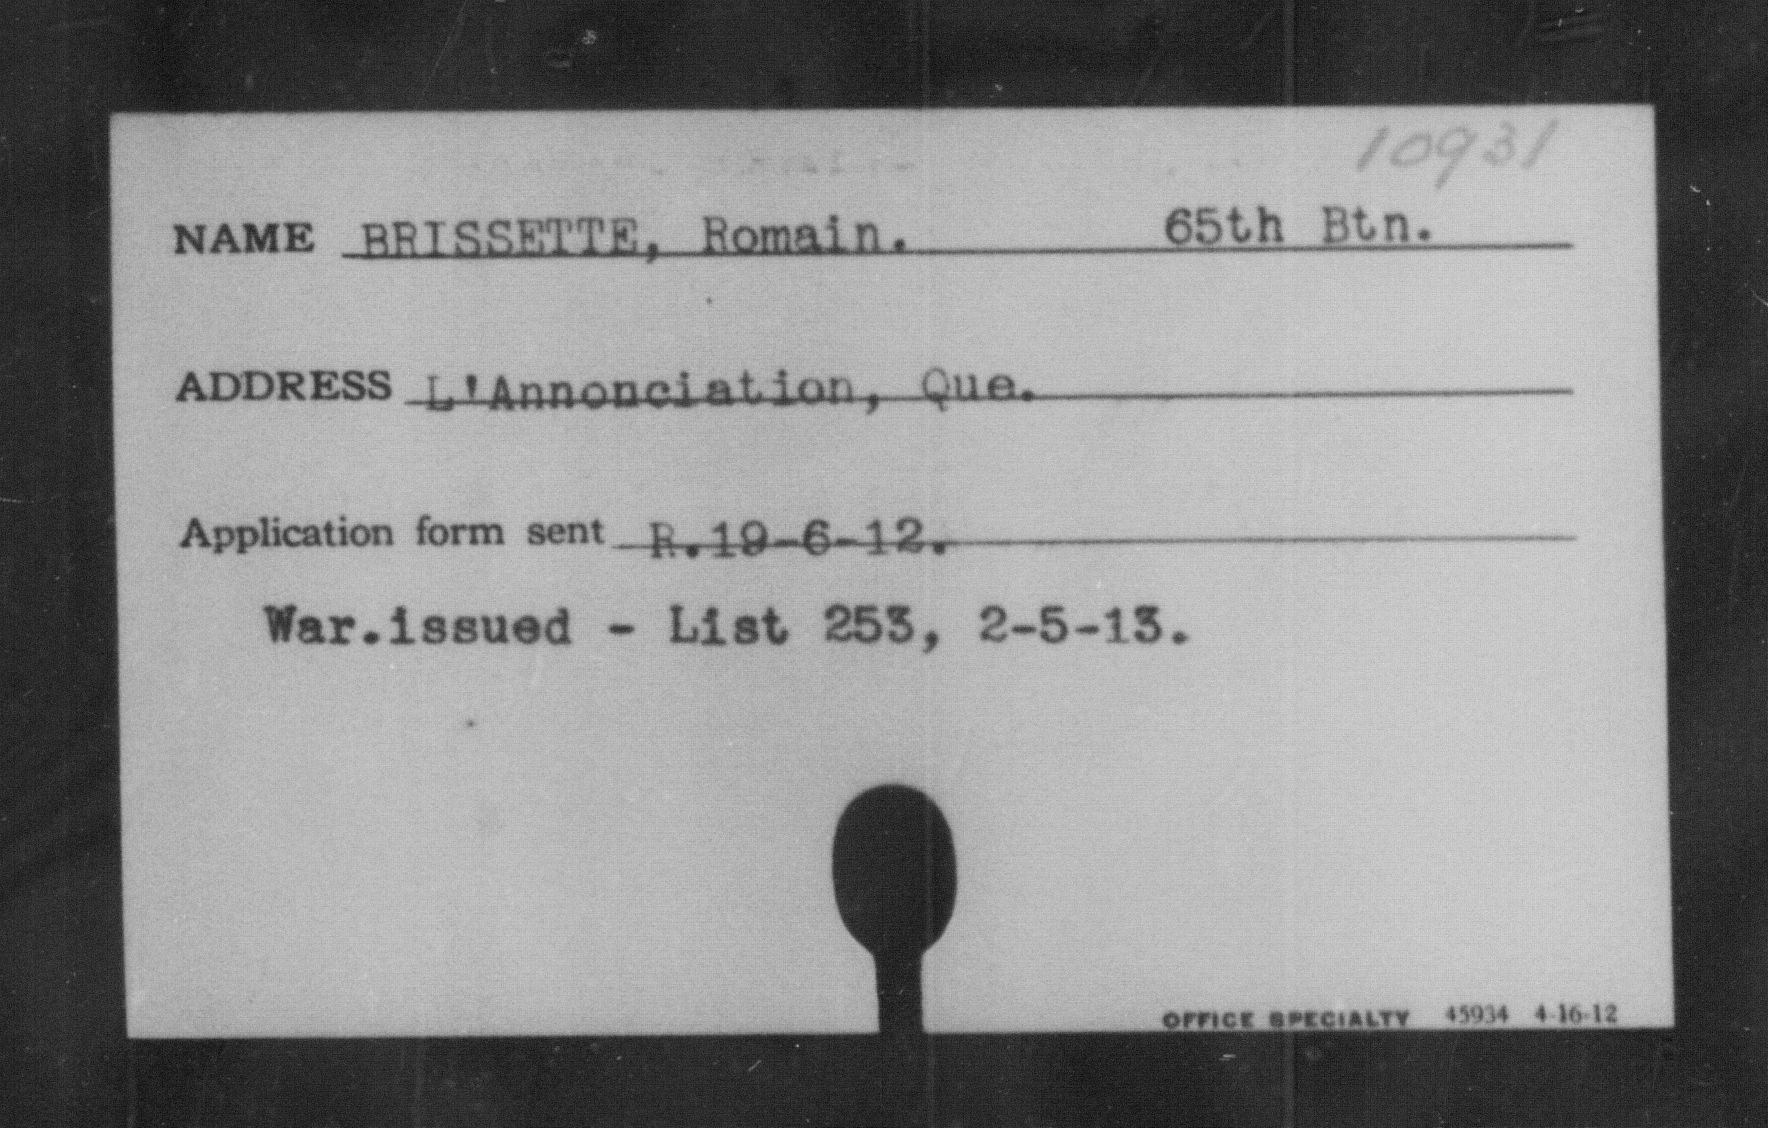 10931
NAME BRISSETTE, Romain. 65th Btn.
ADDRESS L'Annonciation, Que.
Application form sent R.19-6-12.
War.issued - List 253, 2-5-13.
OFFICE SPECIALTY 45934 4-16-12